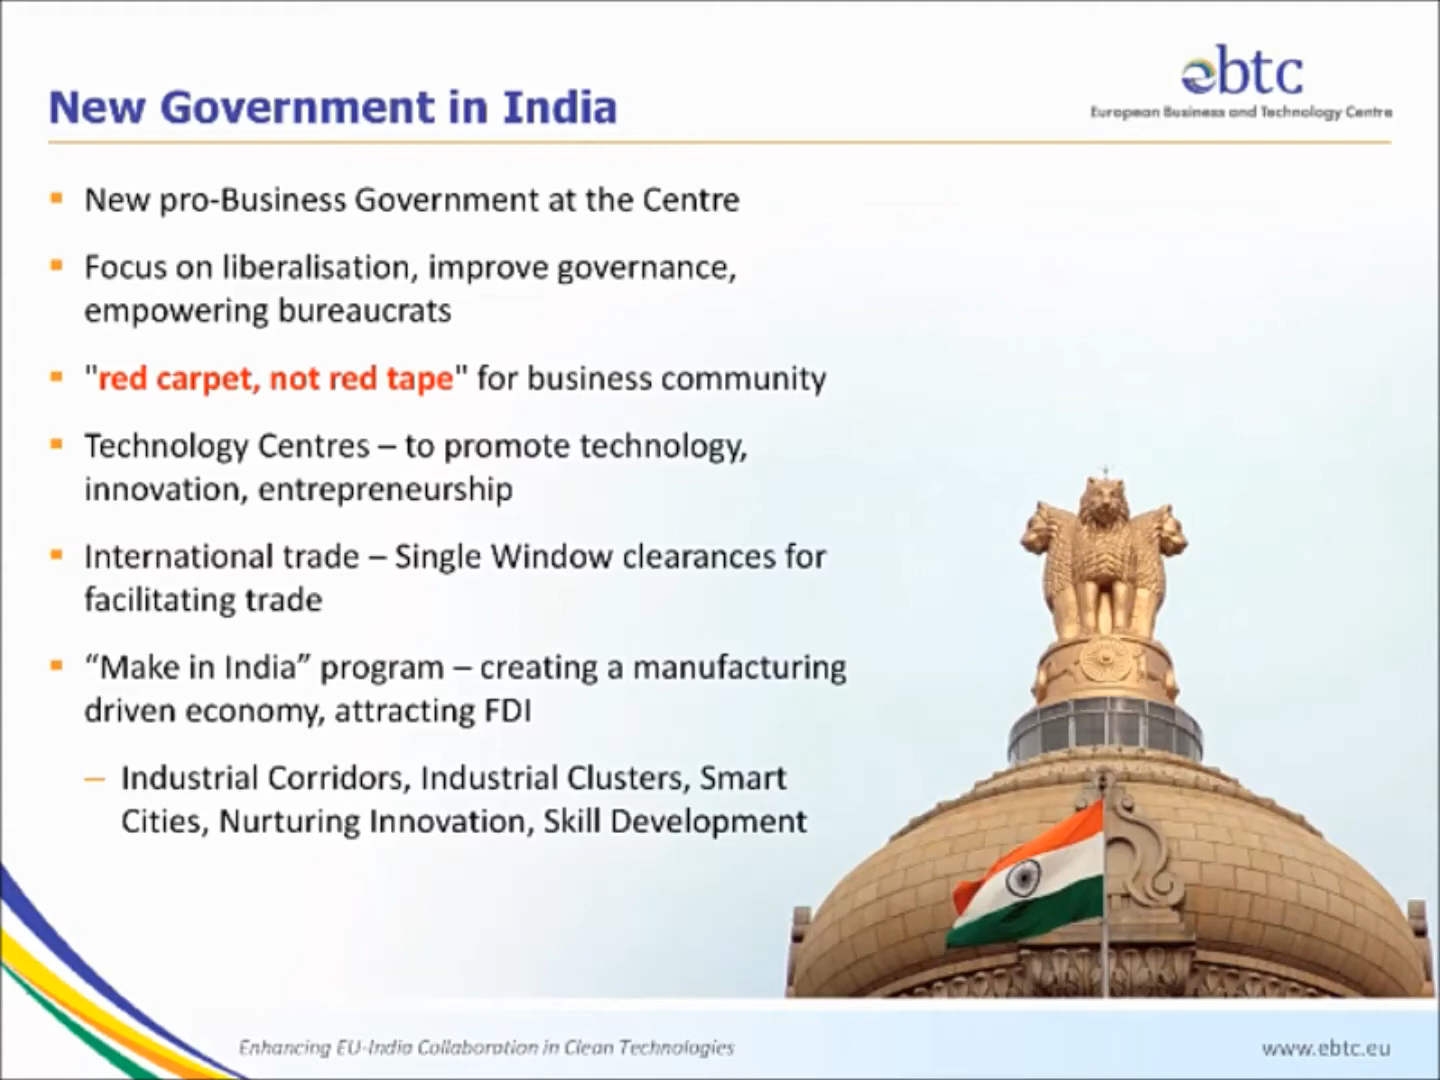 ebtc
European Business and Technology Centre
New Government in India
New pro-Business Government at the Centre
Focus on liberalisation, improve governance,
empowering bureaucrats
"red carpet, not red tape" for business community
Technology Centres – to promote technology,
innovation, entrepreneurship
International trade – Single Window clearances for
facilitating trade
“Make in India” program – creating a manufacturing
driven economy, attracting FDI
– Industrial Corridors, Industrial Clusters, Smart
Cities, Nurturing Innovation, Skill Development
Enhancing EU-India Collaboration in Clean Technologies
www.ebtc.eu